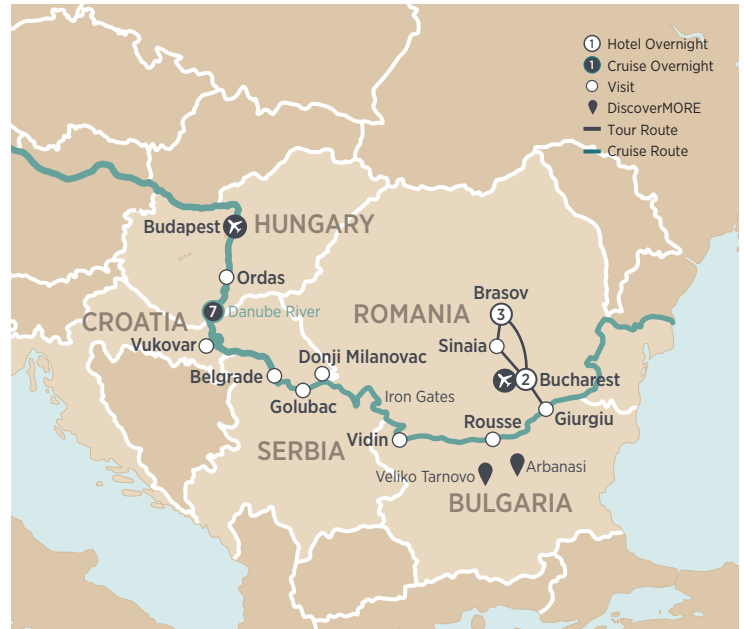 1 Hotel Overnight
1 Cruise Overnight
Visit
DiscoverMORE
Tour Route
Cruise Route
Budapest
HUNGARY
Ordas
7
Danube River
CROATIA
Vukovar
ROMANIA
Brasov
3
Sinaia
Donji Milanovac
Belgrade
Golubac
Iron Gates
2
Bucharest
Giurgiu
Rousse
Vidin
SERBIA
Veliko Tarnovo
Arbanasi
BULGARIA